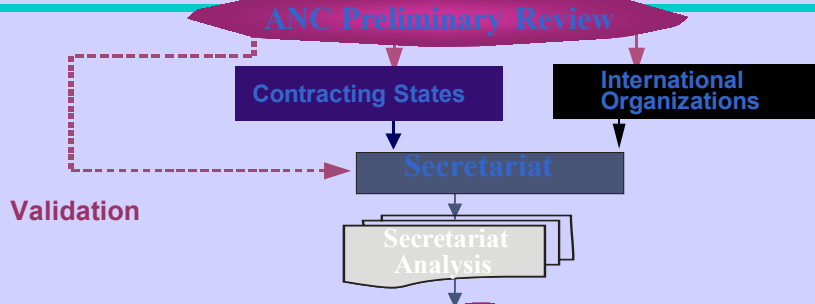 ANC Preliminary Review
Contracting States
International
Organizations
Secretariat
Validation
Secretariat
Analysis